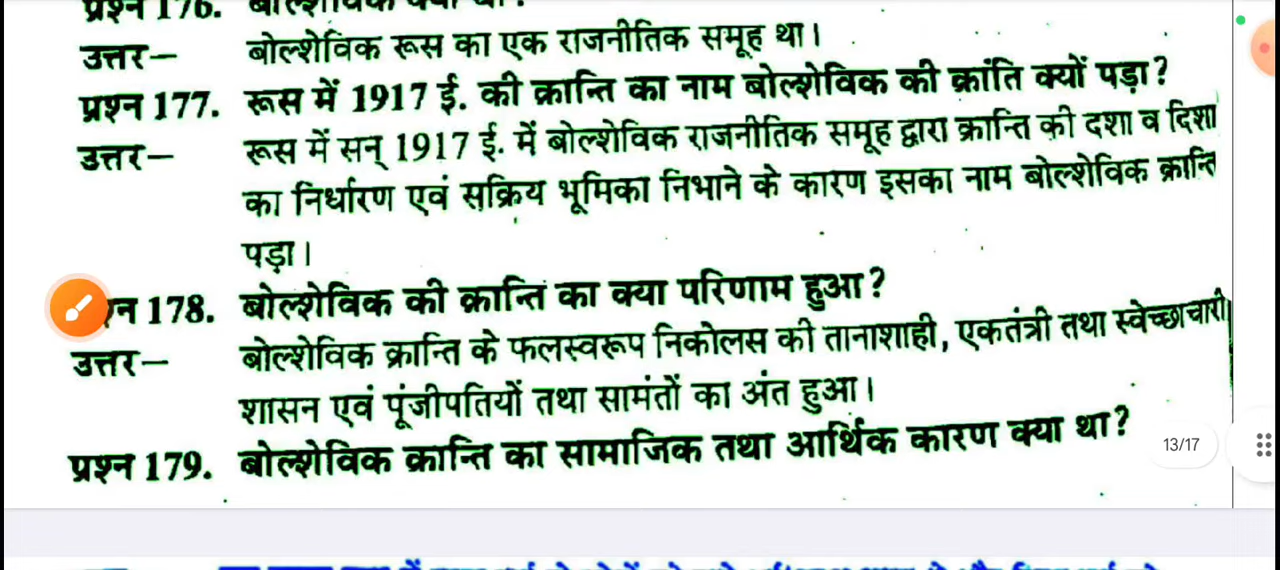 प्रश्न 176. बोल्शेविक क्या था?
उत्तर– बोल्शेविक रूस का एक राजनीतिक समूह था।
प्रश्न 177. रूस में 1917 ई. की क्रान्ति का नाम बोल्शेविक की क्रांति क्यों पड़ा?
उत्तर– रूस में सन् 1917 ई. में बोल्शेविक राजनीतिक समूह द्वारा क्रान्ति की दशा व दिशा
का निर्धारण एवं सक्रिय भूमिका निभाने के कारण इसका नाम बोल्शेविक क्रान्ति
पड़ा।
न 178. बोल्शेविक की क्रान्ति का क्या परिणाम हुआ?
उत्तर– बोल्शेविक क्रान्ति के फलस्वरूप निकोलस की तानाशाही, एकतंत्री तथा स्वेच्छाचारी
शासन एवं पूंजीपतियों तथा सामंतों का अंत हुआ।
प्रश्न 179. बोल्शेविक क्रान्ति का सामाजिक तथा आर्थिक कारण क्या था?
13/17